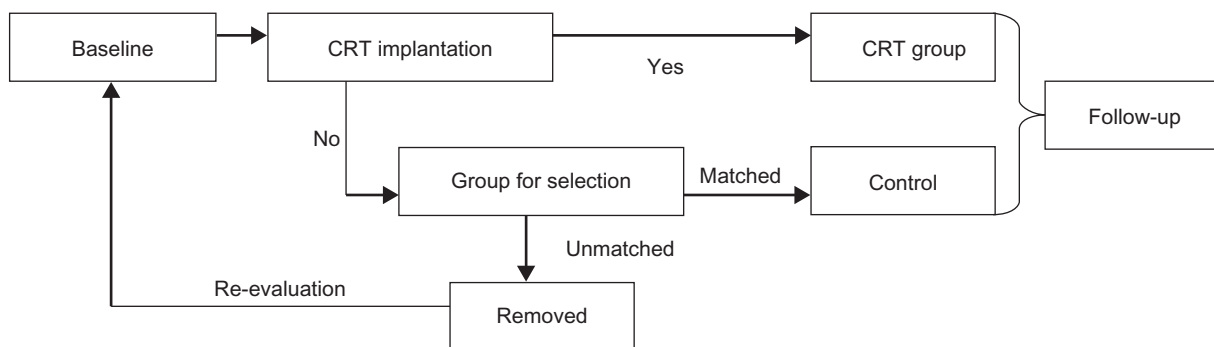 Baseline
CRT implantation
CRT group
Yes
Follow-up
No
Group for selection
Matched
Control
Unmatched
Re-evaluation
Removed